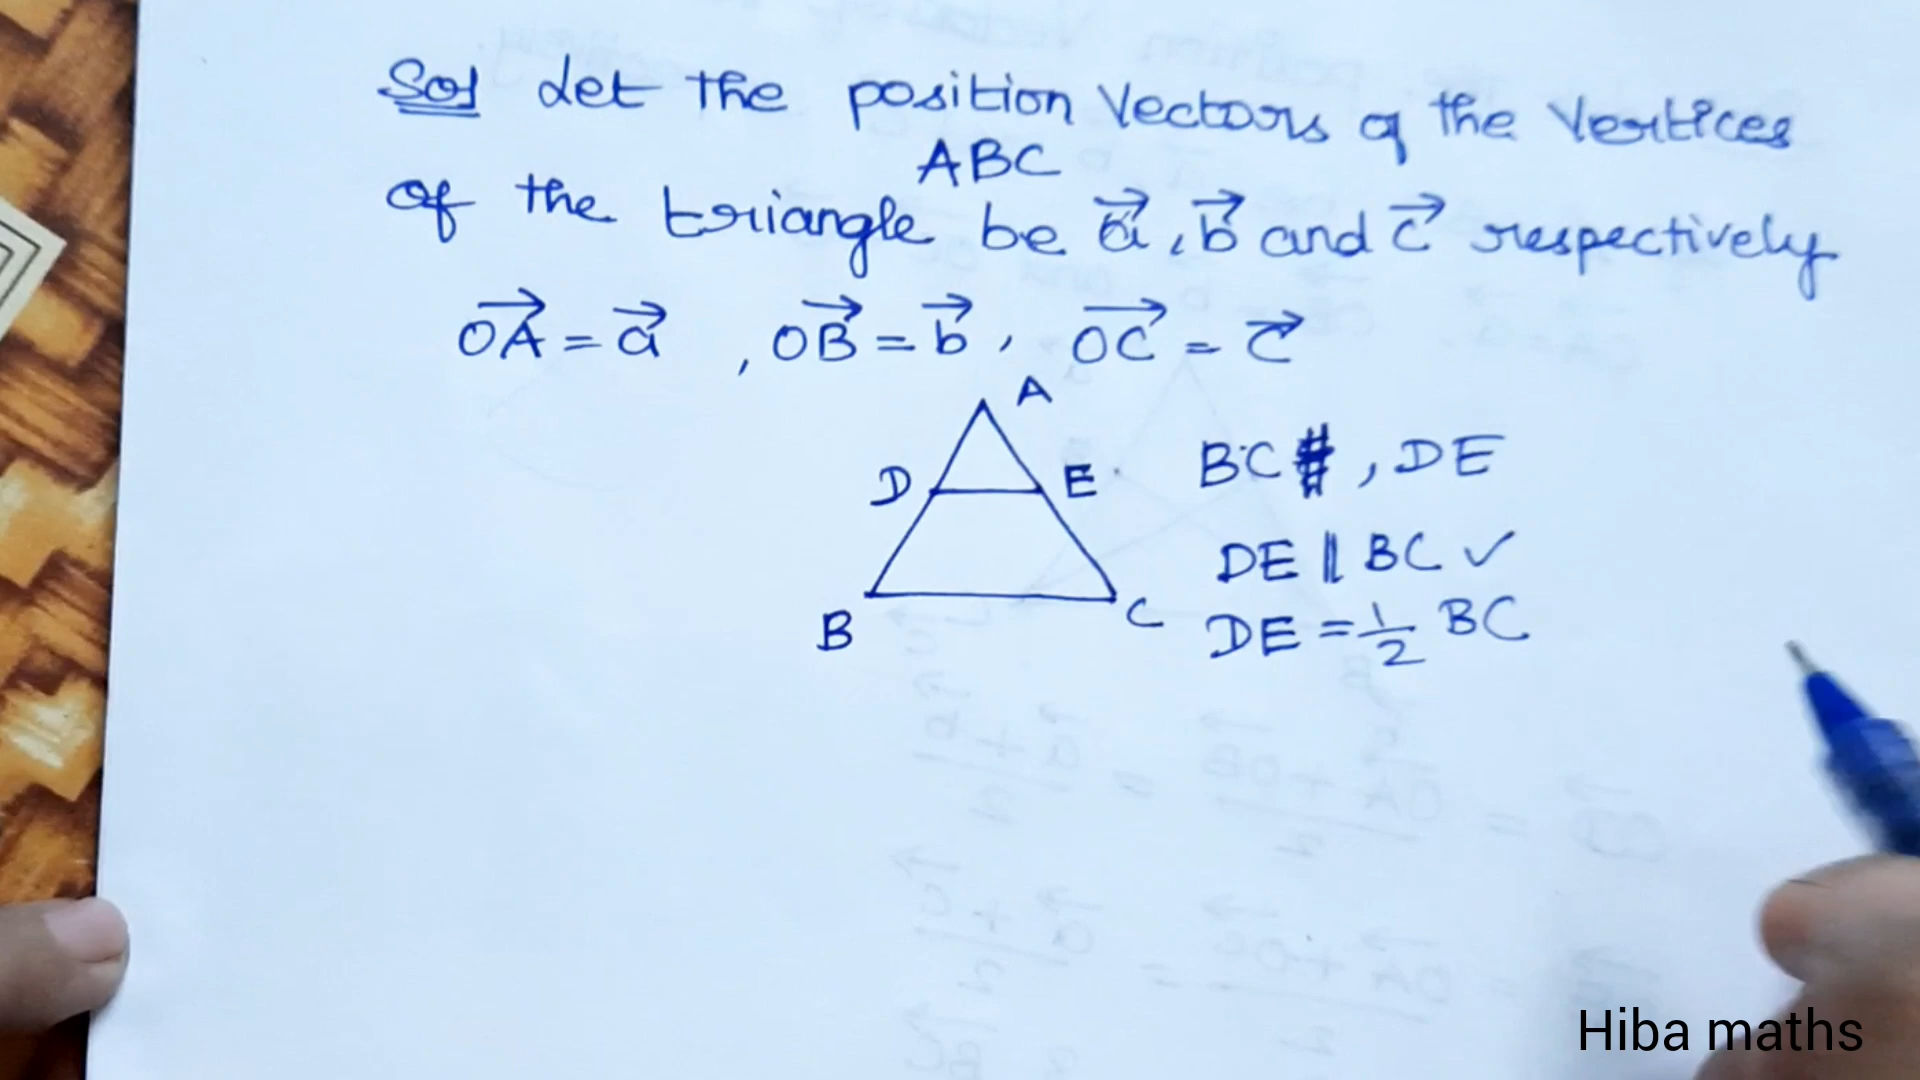 Sol Let the position Vectors of the Vertices
ABC
of the triangle be a⃗, b⃗ and c⃗ respectively
OA⃗ = a⃗ , OB⃗ = b⃗, OC⃗ = c⃗
A
D E
BC , DE
DE || BC ✓
DE = 1/2 BC
B C
Hiba maths